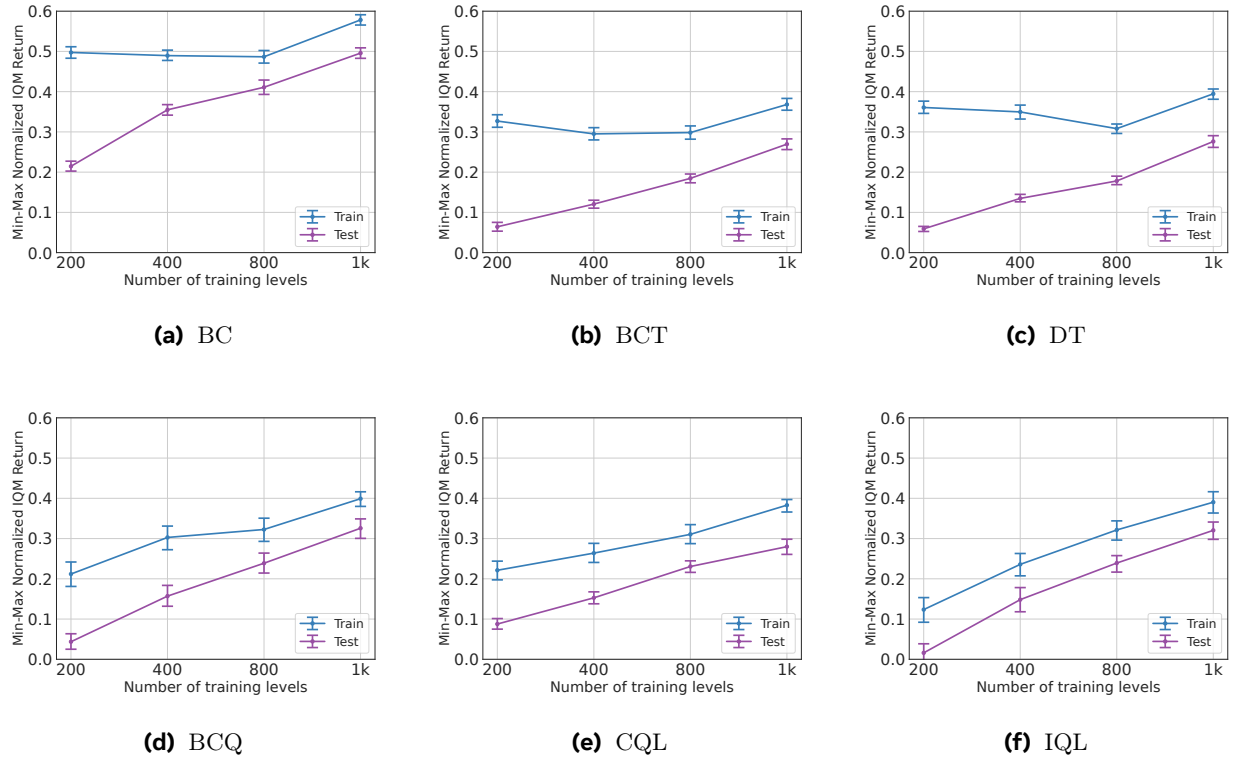 Min-Max Normalized IQM Return
0.6
0.5
0.4
0.3
0.2
0.1
0.0
Train
Test
200 400 800 1k
Number of training levels
(a) BC
Min-Max Normalized IQM Return
0.6
0.5
0.4
0.3
0.2
0.1
0.0
Train
Test
200 400 800 1k
Number of training levels
(b) BCT
Min-Max Normalized IQM Return
0.6
0.5
0.4
0.3
0.2
0.1
0.0
Train
Test
200 400 800 1k
Number of training levels
(c) DT
Min-Max Normalized IQM Return
0.6
0.5
0.4
0.3
0.2
0.1
0.0
Train
Test
200 400 800 1k
Number of training levels
(d) BCQ
Min-Max Normalized IQM Return
0.6
0.5
0.4
0.3
0.2
0.1
0.0
Train
Test
200 400 800 1k
Number of training levels
(e) CQL
Min-Max Normalized IQM Return
0.6
0.5
0.4
0.3
0.2
0.1
0.0
Train
Test
200 400 800 1k
Number of training levels
(f) IQL